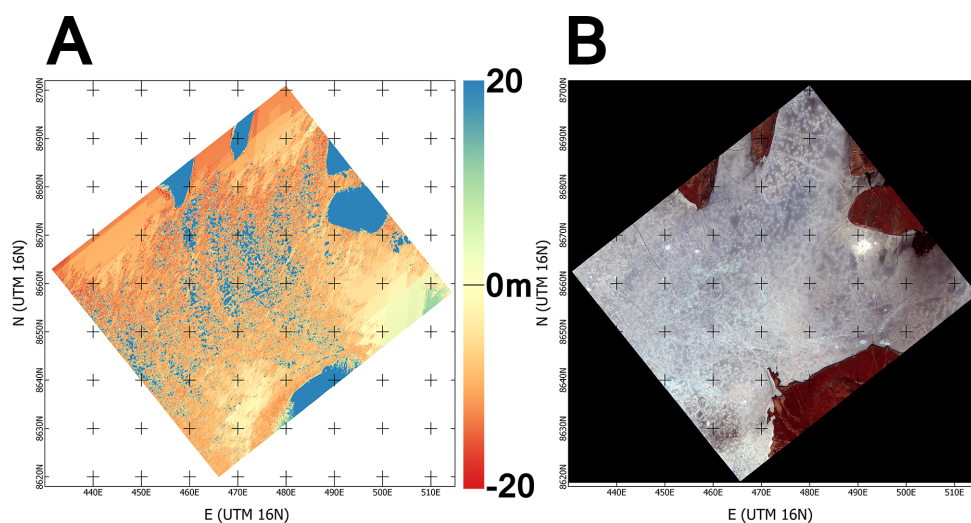 A
B
8700N
8690N
8680N
8670N
8660N
8650N
8640N
8630N
8620N
N (UTM 16N)
440E 450E 460E 470E 480E 490E 500E 510E
E (UTM 16N)
20
0m
-20
8700N
8690N
8680N
8670N
8660N
8650N
8640N
8630N
8620N
N (UTM 16N)
440E 450E 460E 470E 480E 490E 500E 510E
E (UTM 16N)